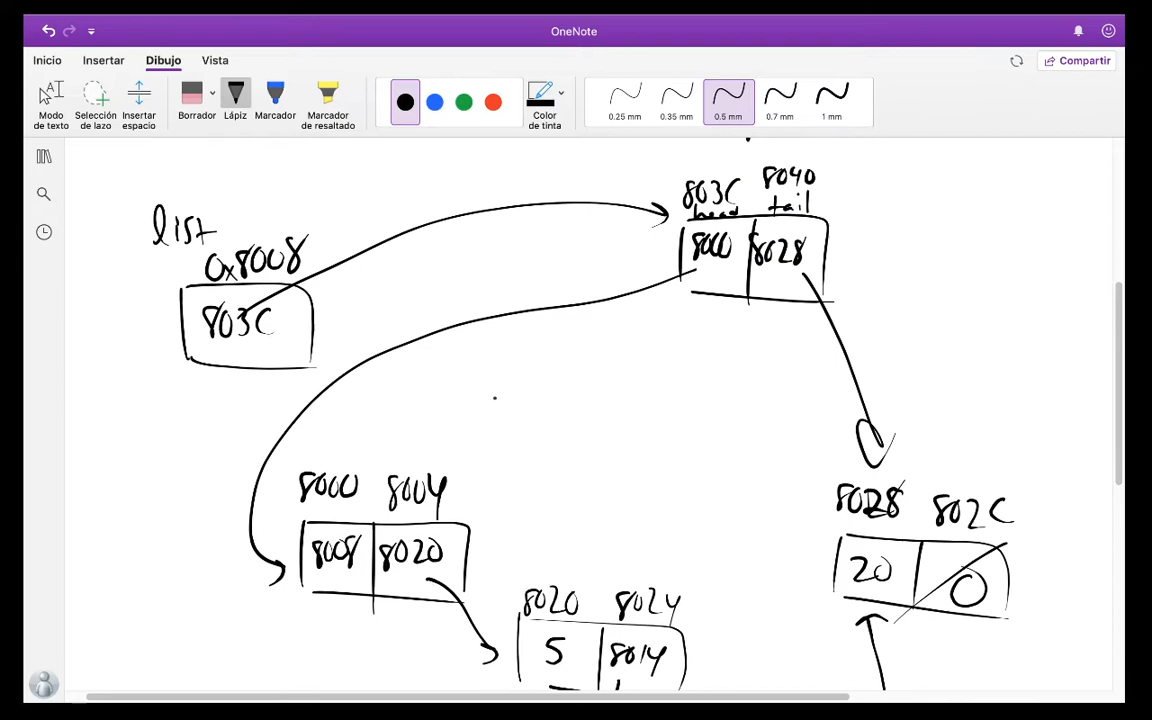 OneNote
Inicio Insertar Dibujo Vista
Compartir
Modo de texto
Selección de lazo
Insertar espacio
Borrador
Lápiz
Marcador
Marcador de resaltado
Color de tinta
0.25 mm
0.35 mm
0.5 mm
0.7 mm
1 mm
803C 8040
head tail
8000 8028
list
0x8008
803C
8000 8004
8008 8020
8028 802C
20 0
8020 8024
5 8014